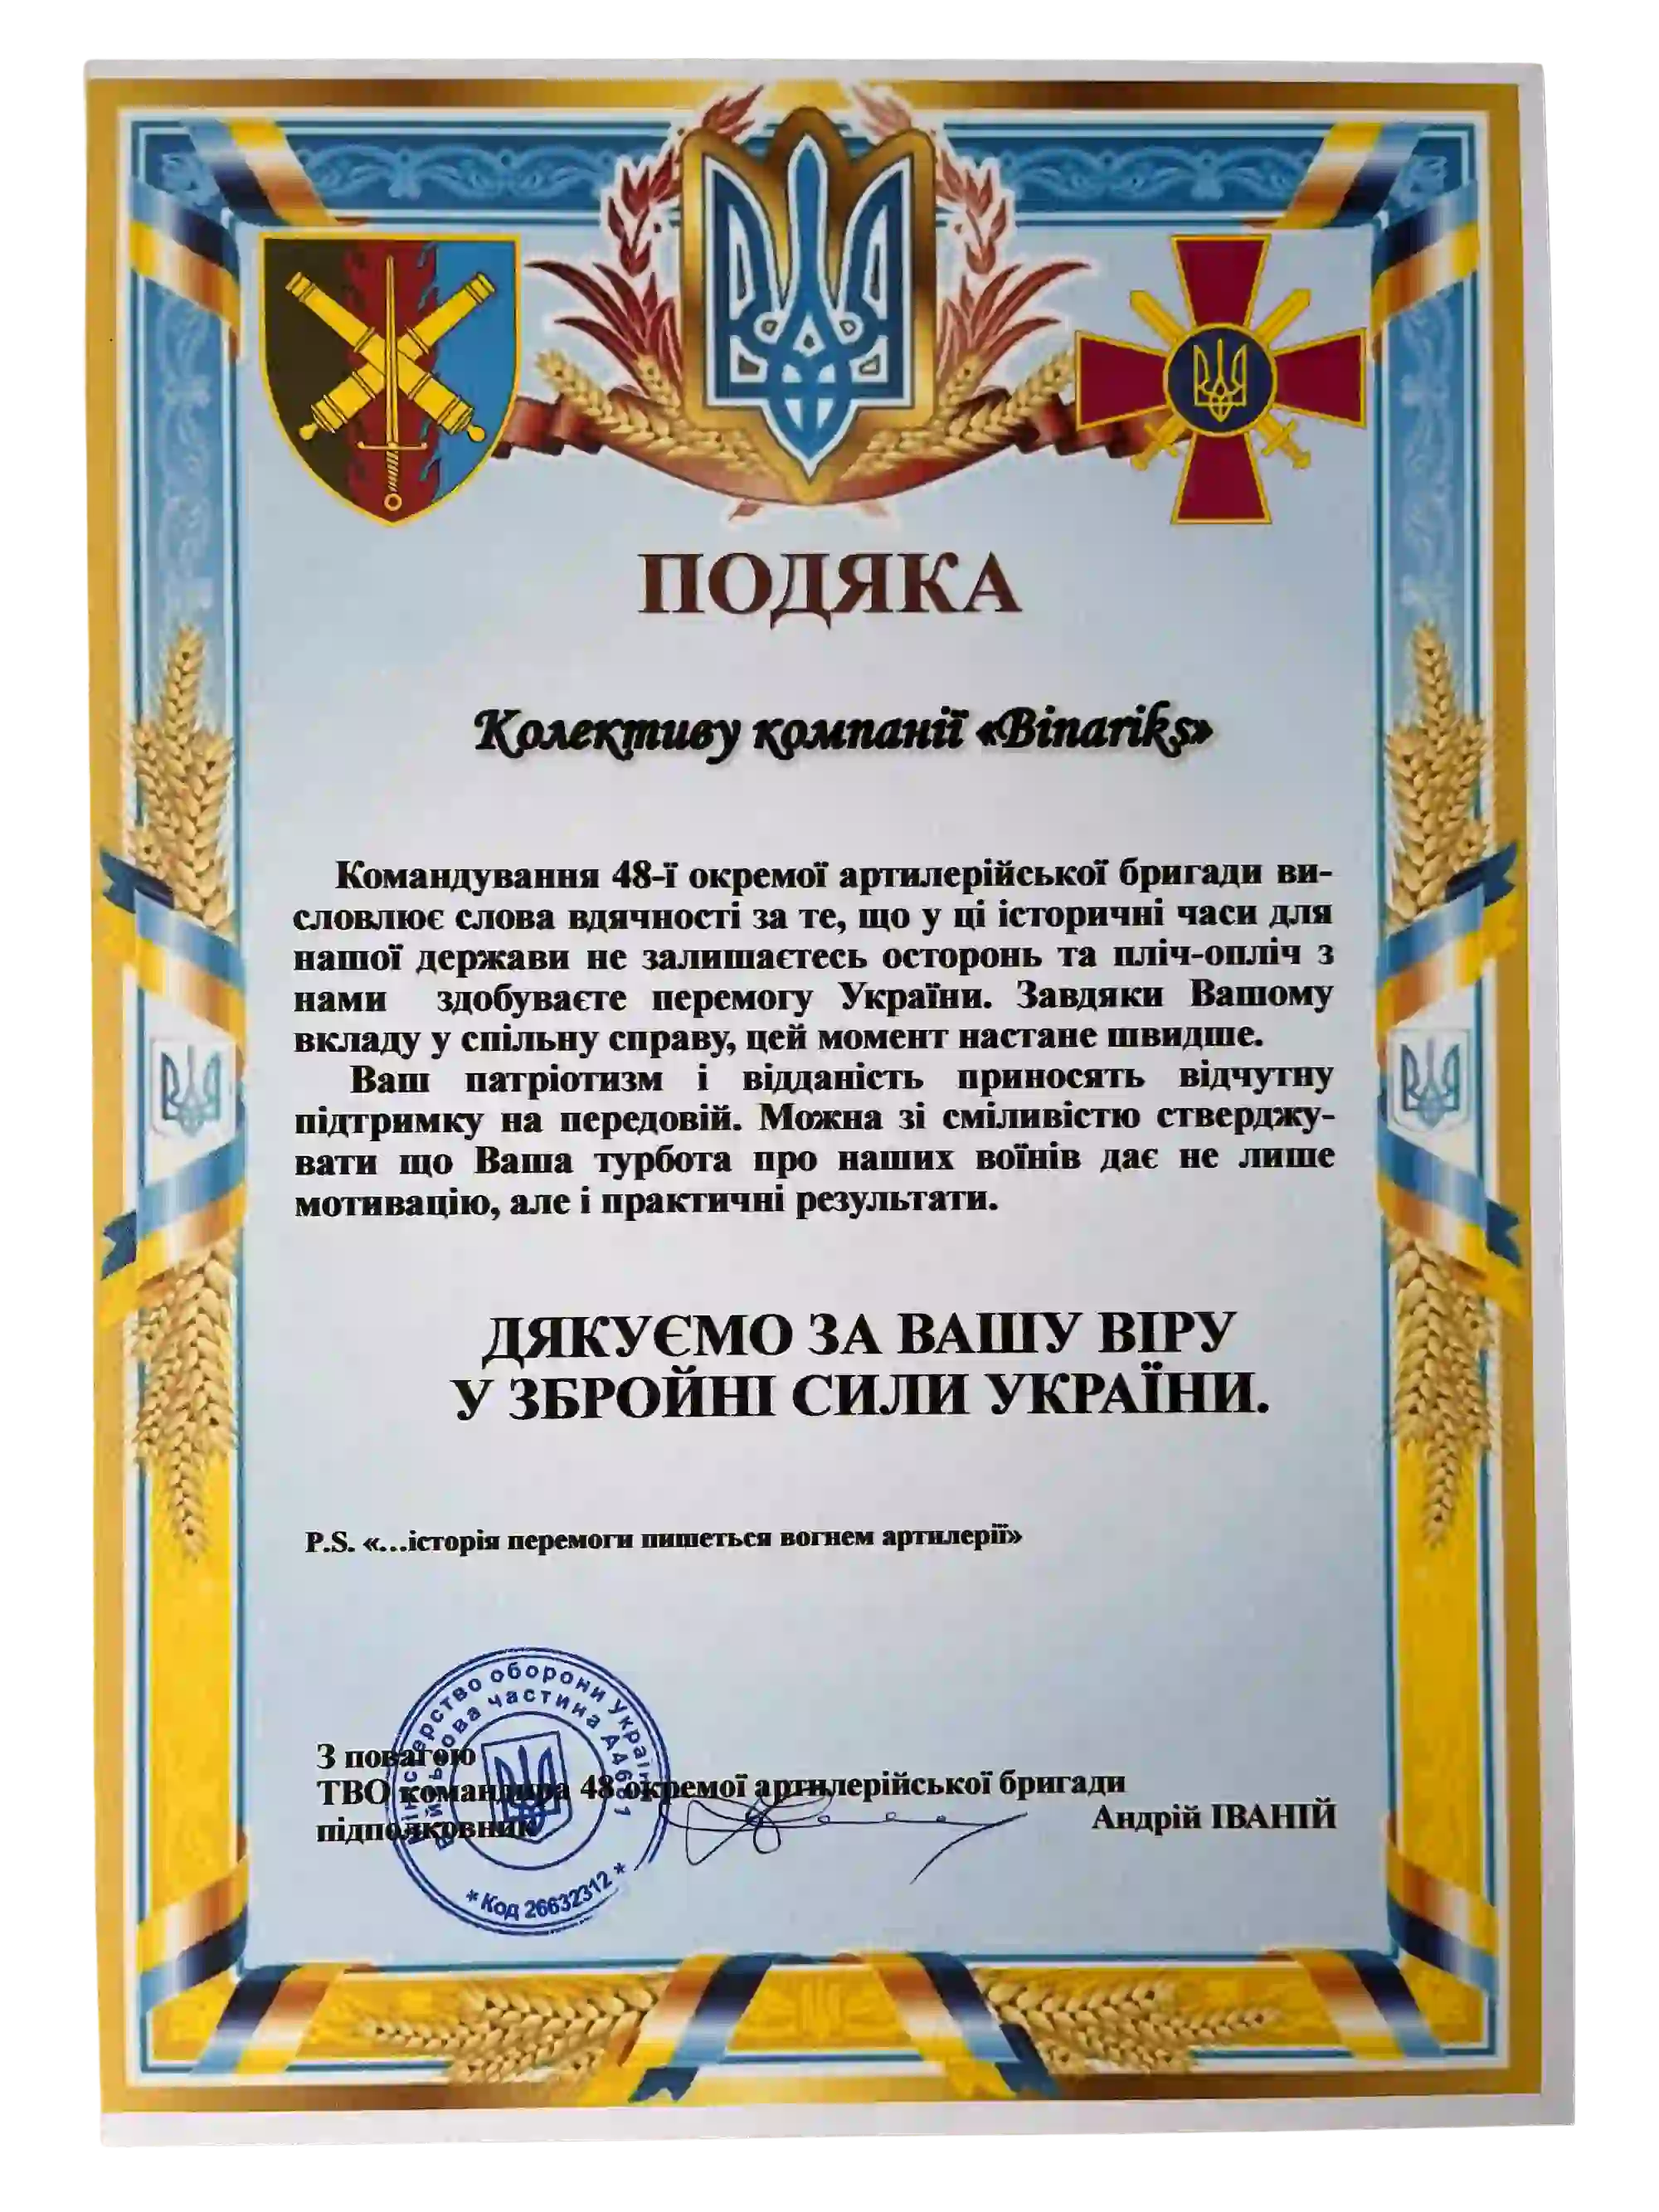 ПОДЯКА
Колективу компанії «Binariks»
Командування 48-ї окремої артилерійської бригади ви-
словлює слова вдячності за те, що у ці історичні часи для
нашої держави не залишаєтесь осторонь та пліч-опліч з
нами здобуваєте перемогу України. Завдяки Вашому
вкладу у спільну справу, цей момент настане швидше.
Ваш патріотизм і відданість приносять відчутну
підтримку на передовій. Можна зі сміливістю стверджу-
вати що Ваша турбота про наших воїнів дає не лише
мотивацію, але і практичні результати.
ДЯКУЄМО ЗА ВАШУ ВІРУ
У ЗБРОЙНІ СИЛИ УКРАЇНИ.
P.S. «...історія перемоги пишеться вогнем артилерії»
З повагою
ТВО командира 48 окремої артилерійської бригади
підполковник Андрій ІВАНІЙ
Міністерство оборони України
Військова частина А4681
* Код 26632312 *